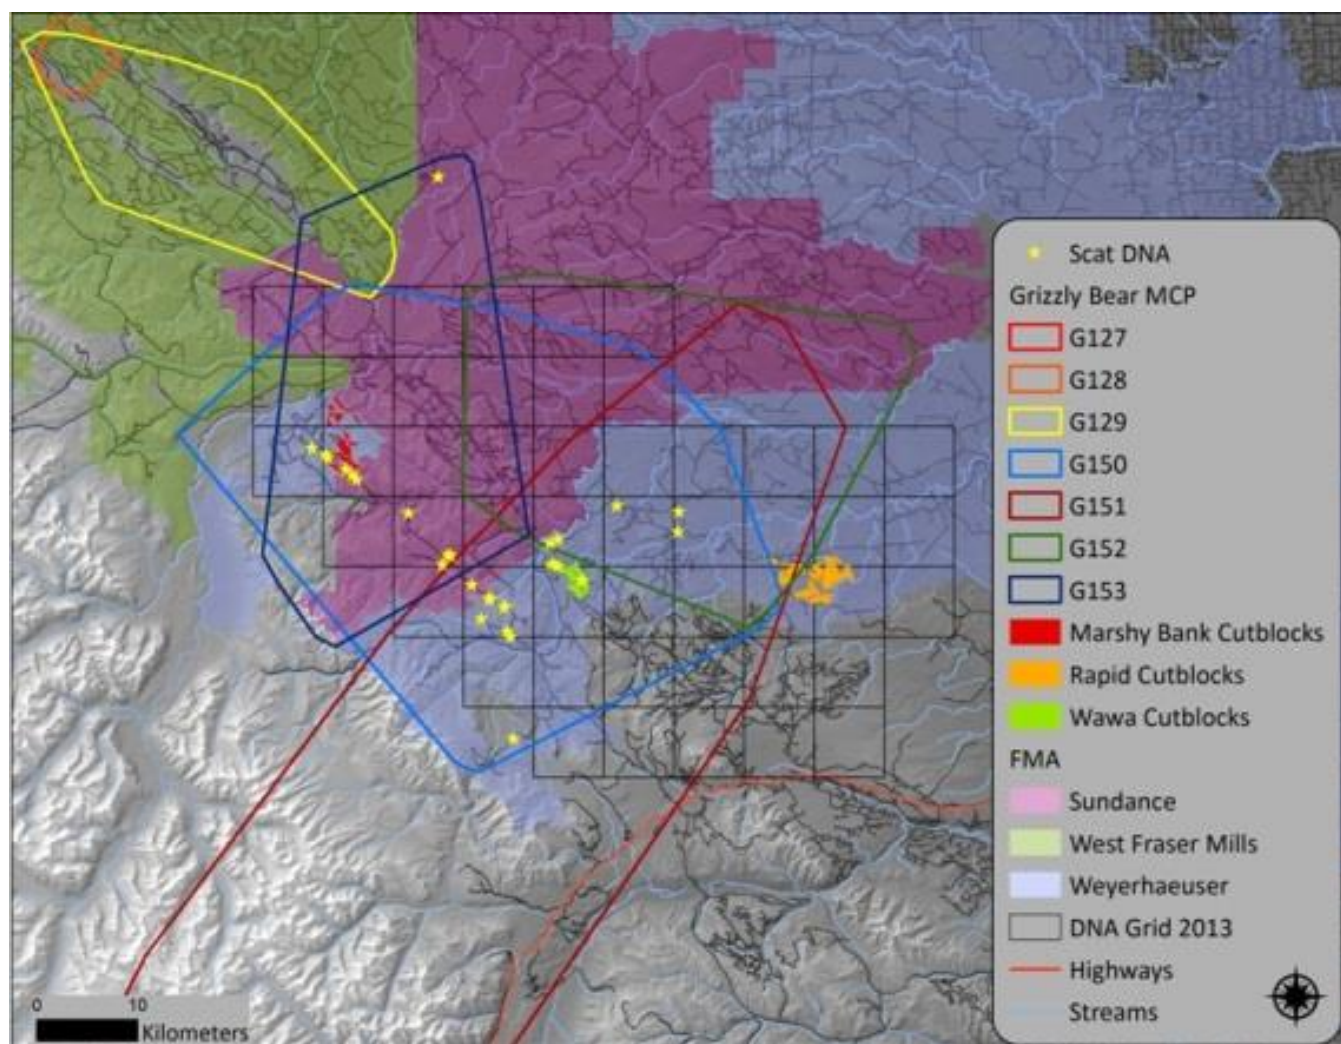 Scat DNA
Grizzly Bear MCP
G127
G128
G129
G150
G151
G152
G153
Marshy Bank Cutblocks
Rapid Cutblocks
Wawa Cutblocks
FMA
Sundance
West Fraser Mills
Weyerhaeuser
DNA Grid 2013
Highways
Streams
0 10
Kilometers